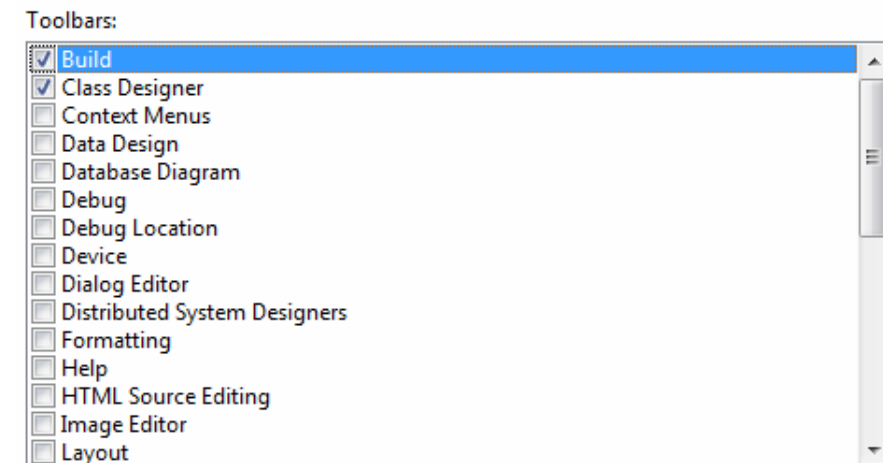 Toolbars:
Build
Class Designer
Context Menus
Data Design
Database Diagram
Debug
Debug Location
Device
Dialog Editor
Distributed System Designers
Formatting
Help
HTML Source Editing
Image Editor
Layout